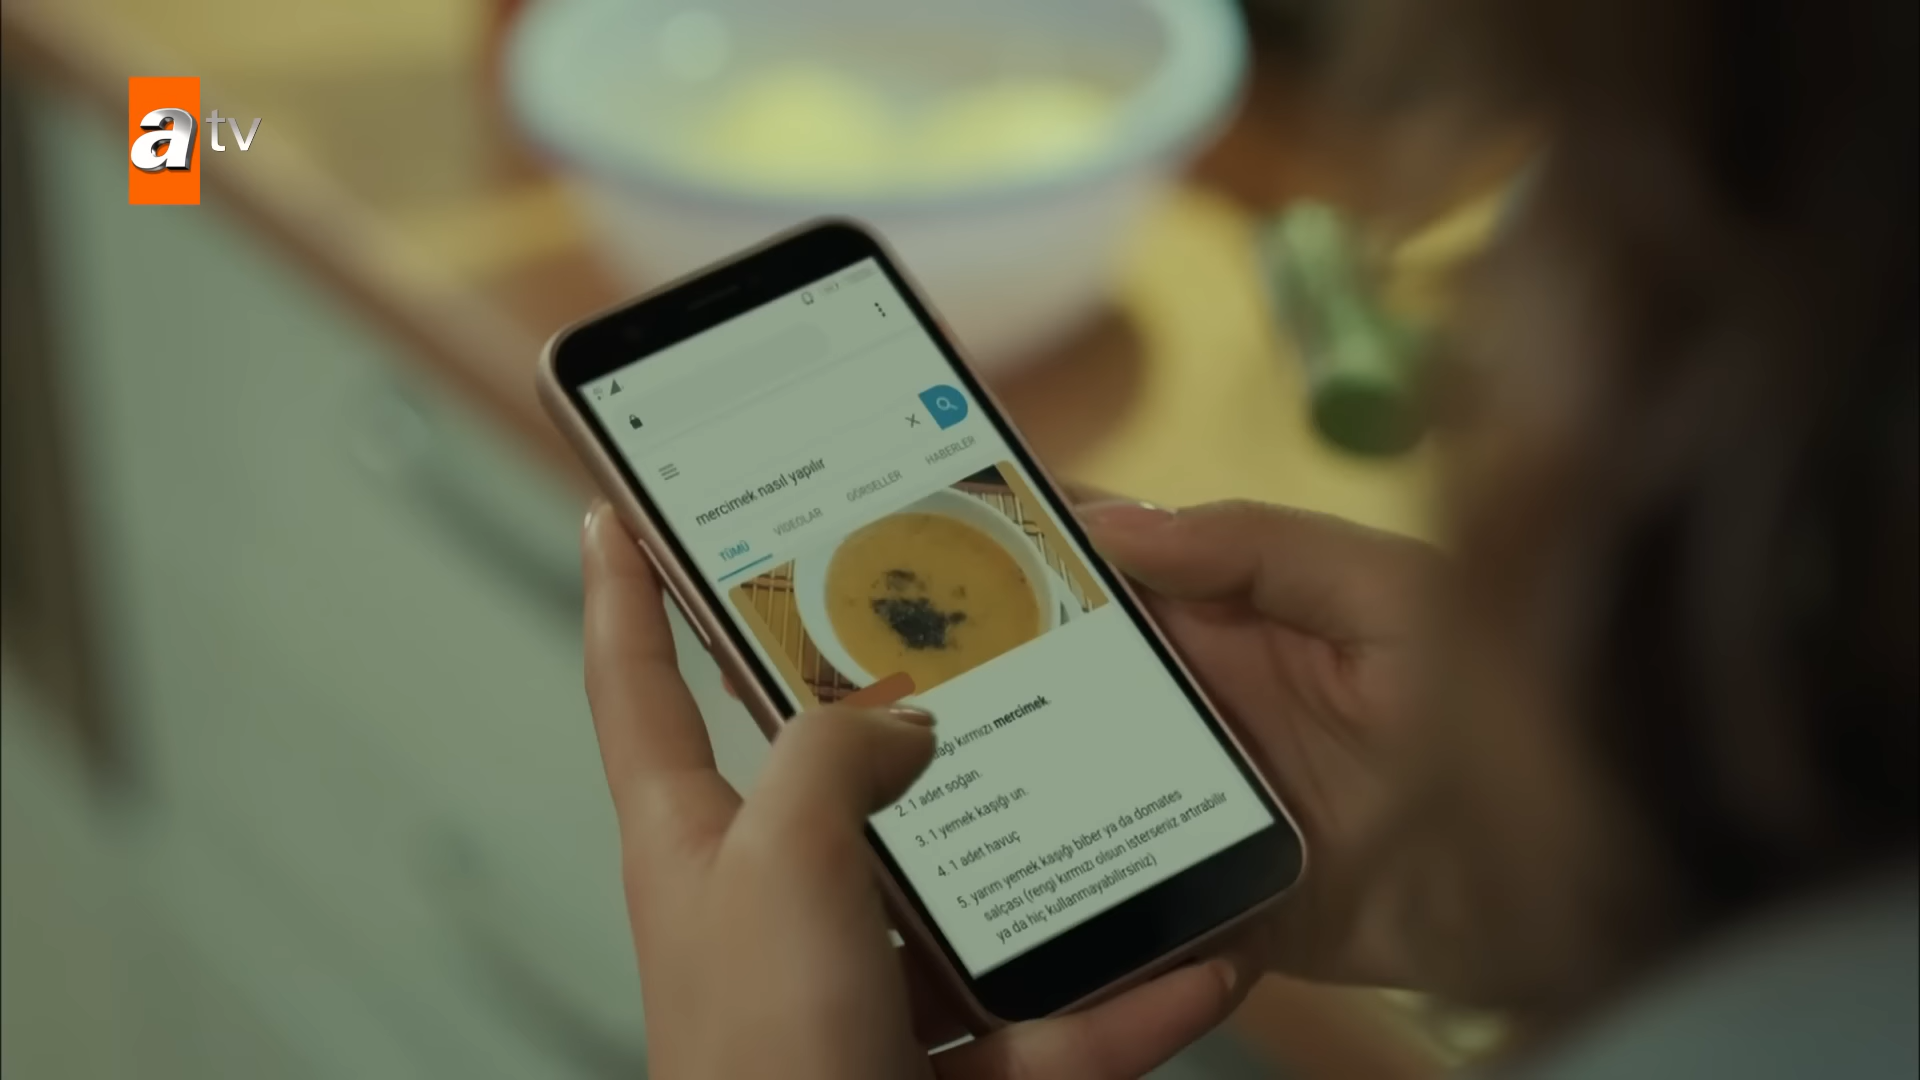 a tv
mercimek nasıl yapılır
TÜMÜ VİDEOLAR GÖRSELLER HABERLER
kırmızı mercimek.
2. 1 adet soğan.
3. 1 yemek kaşığı un.
4. 1 adet havuç
5. yarım yemek kaşığı biber ya da domates
salçası (rengi kırmızı olsun isterseniz artırabilir
ya da hiç kullanmayabilirsiniz)